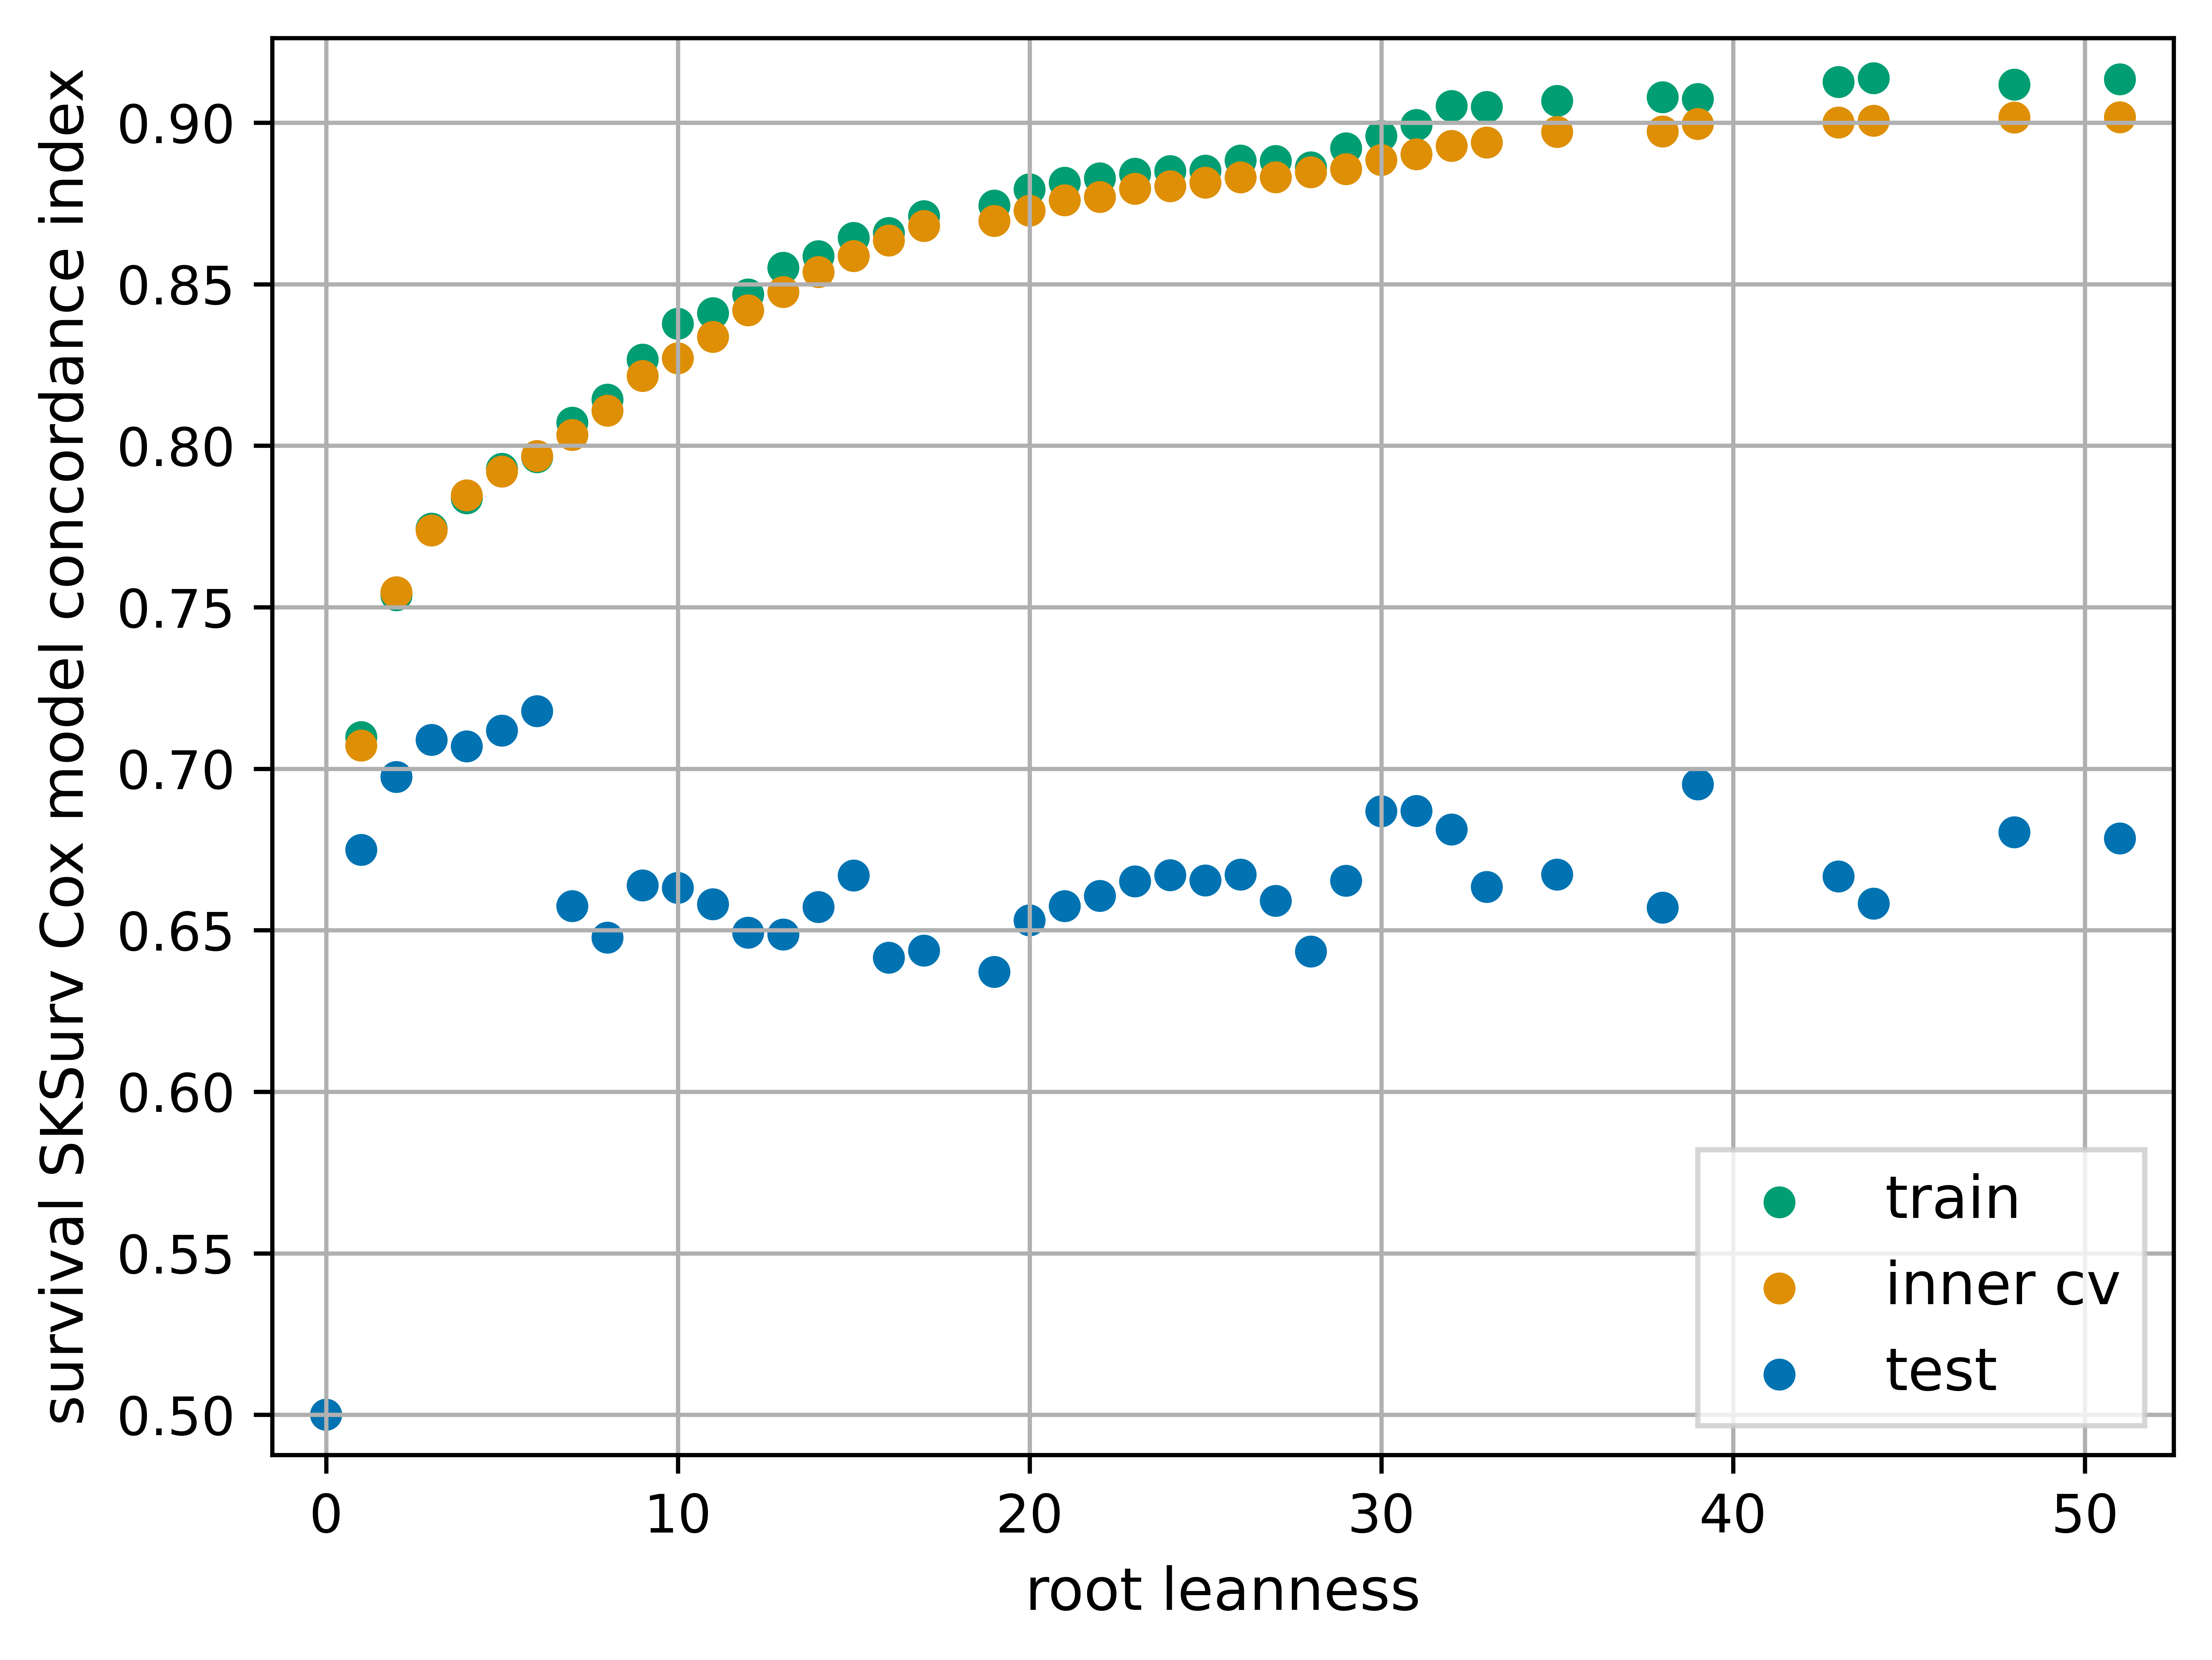 survival SKSurv Cox model concordance index
0.90
0.85
0.80
0.75
0.70
0.65
0.60
0.55
0.50
train
inner cv
test
0 10 20 30 40 50
root leanness